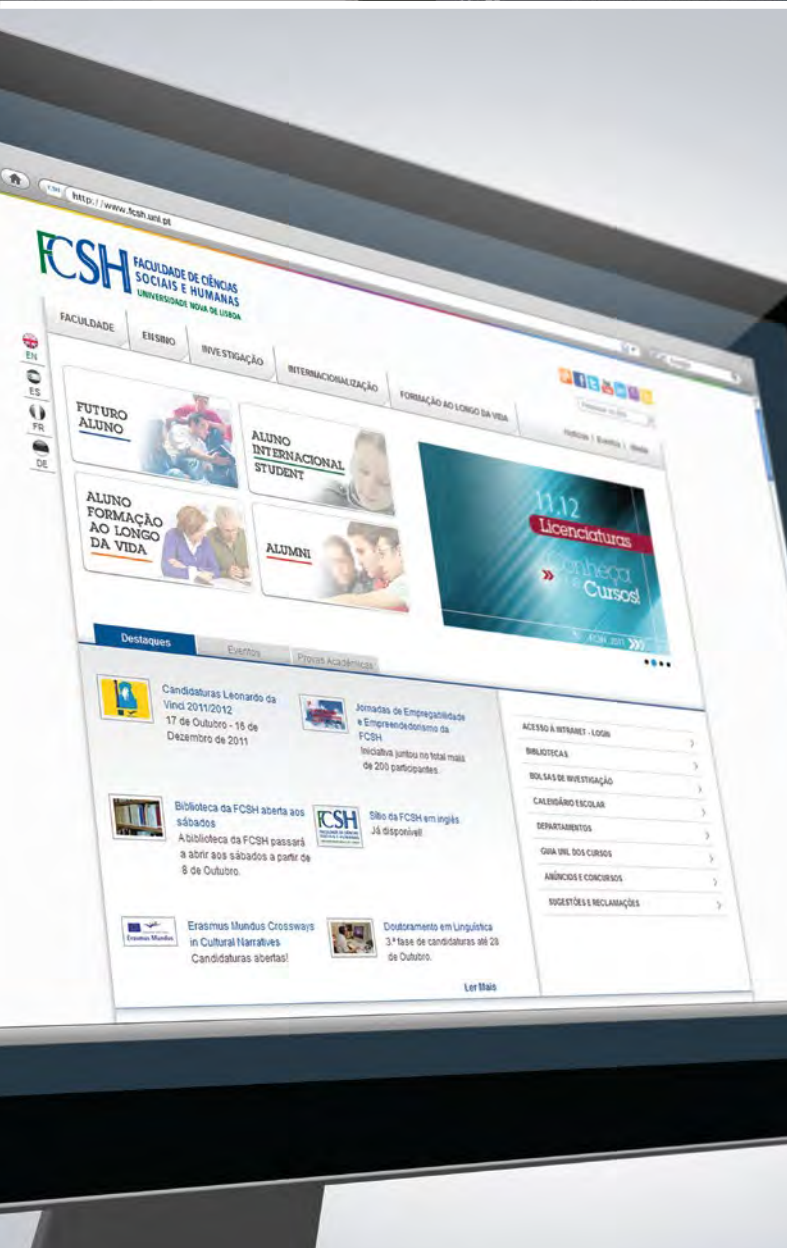 http://www.fcsh.unl.pt
FCSH
FACULDADE DE CIÊNCIAS
SOCIAIS E HUMANAS
UNIVERSIDADE NOVA DE LISBOA
FACULDADE
ENSINO
INVESTIGAÇÃO
INTERNACIONALIZAÇÃO
FORMAÇÃO AO LONGO DA VIDA
EN
ES
FR
DE
FUTURO
ALUNO
ALUNO
INTERNACIONAL
STUDENT
ALUNO
FORMAÇÃO
AO LONGO
DA VIDA
ALUMNI
11.12
Licenciaturas
Conheça
Cursos!
FCSH 2011
Destaques
Eventos
Provas Académicas
Candidaturas Leonardo da
Vinci 2011/2012
17 de Outubro - 16 de
Dezembro de 2011
Jornadas de Empregabilidade
e Empreendedorismo da
FCSH
Iniciativa juntou no total mais
de 200 participantes.
Biblioteca da FCSH aberta aos
sábados
A biblioteca da FCSH passará
a abrir aos sábados a partir de
8 de Outubro.
FCSH
Sítio da FCSH em inglês
Já disponível!
Erasmus Mundus
Erasmus Mundus Crossways
in Cultural Narratives
Candidaturas abertas!
Doutoramento em Linguística
3.ª fase de candidaturas até 28
de Outubro.
Ler Mais
ACESSO À INTRANET - LOGIN
BIBLIOTECAS
BOLSAS DE INVESTIGAÇÃO
CALENDÁRIO ESCOLAR
DEPARTAMENTOS
GUIA UNL DOS CURSOS
ANÚNCIOS E CONCURSOS
SUGESTÕES E RECLAMAÇÕES